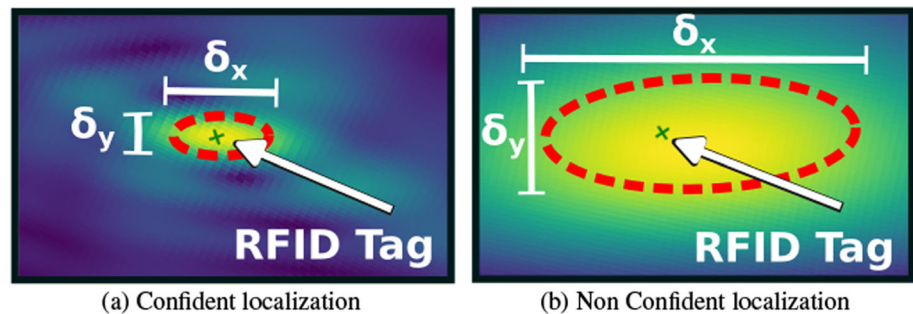 δx
δy
RFID Tag
(a) Confident localization
δx
δy
RFID Tag
(b) Non Confident localization